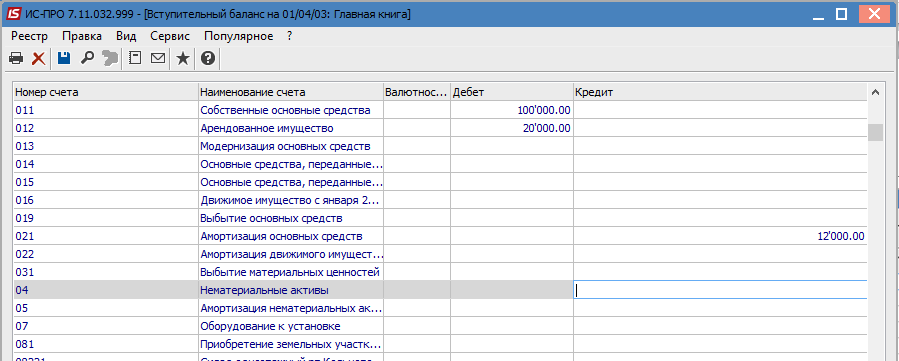 IS ИС-ПРО 7.11.032.999 - [Вступительный баланс на 01/04/03: Главная книга]
Реестр Правка Вид Сервис Популярное ?
Номер счета Наименование счета Валютнос... Дебет Кредит
011 Собственные основные средства 100'000.00
012 Арендованное имущество 20'000.00
013 Модернизация основных средств
014 Основные средства, переданные...
015 Основные средства, переданные...
016 Движимое имущество с января 2...
019 Выбытие основных средств
021 Амортизация основных средств 12'000.00
022 Амортизация движимого имущест...
031 Выбытие материальных ценностей
04 Нематериальные активы
05 Амортизация нематериальных ак...
07 Оборудование к установке
081 Приобретение земельных участк...